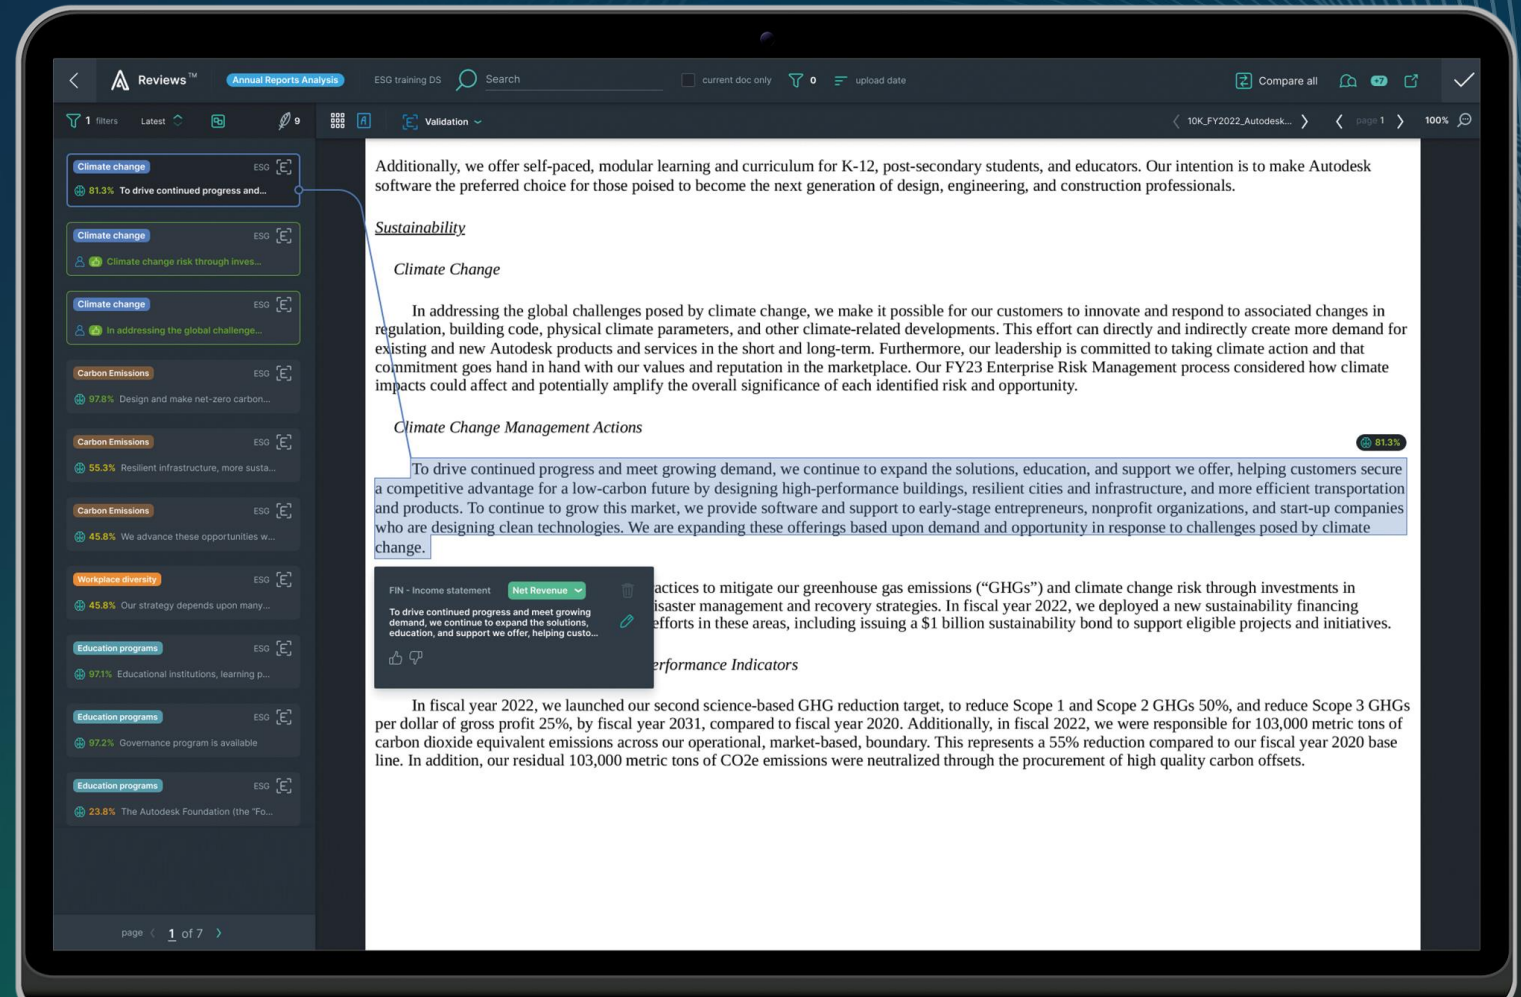 Reviews™
Annual Reports Analysis
ESG training DS
Search
current doc only
0
upload date
Compare all
+7
1 filters
Latest
9
A
E
Validation
10K_FY2022_Autodesk...
page 1
100%
Climate change
ESG E
81.3% To drive continued progress and...
Climate change
ESG E
Climate change risk through inves...
Climate change
ESG E
In addressing the global challenge...
Carbon Emissions
ESG E
97.8% Design and make net-zero carbon...
Carbon Emissions
ESG E
55.3% Resilient infrastructure, more susta...
Carbon Emissions
ESG E
45.8% We advance these opportunities w...
Workplace diversity
ESG E
45.8% Our strategy depends upon many...
Education programs
ESG E
97.1% Educational institutions, learning p...
Education programs
ESG E
97.2% Governance program is available
Education programs
ESG E
23.8% The Autodesk Foundation (the "Fo...
page 1 of 7
Additionally, we offer self-paced, modular learning and curriculum for K-12, post-secondary students, and educators. Our intention is to make Autodesk
software the preferred choice for those poised to become the next generation of design, engineering, and construction professionals.
Sustainability
Climate Change
In addressing the global challenges posed by climate change, we make it possible for our customers to innovate and respond to associated changes in
regulation, building code, physical climate parameters, and other climate-related developments. This effort can directly and indirectly create more demand for
existing and new Autodesk products and services in the short and long-term. Furthermore, our leadership is committed to taking climate action and that
commitment goes hand in hand with our values and reputation in the marketplace. Our FY23 Enterprise Risk Management process considered how climate
impacts could affect and potentially amplify the overall significance of each identified risk and opportunity.
Climate Change Management Actions
81.3%
To drive continued progress and meet growing demand, we continue to expand the solutions, education, and support we offer, helping customers secure
a competitive advantage for a low-carbon future by designing high-performance buildings, resilient cities and infrastructure, and more efficient transportation
and products. To continue to grow this market, we provide software and support to early-stage entrepreneurs, nonprofit organizations, and start-up companies
who are designing clean technologies. We are expanding these offerings based upon demand and opportunity in response to challenges posed by climate
change.
FIN - Income statement
Net Revenue
To drive continued progress and meet growing
demand, we continue to expand the solutions,
education, and support we offer, helping custo...
actices to mitigate our greenhouse gas emissions (“GHGs”) and climate change risk through investments in
isaster management and recovery strategies. In fiscal year 2022, we deployed a new sustainability financing
efforts in these areas, including issuing a $1 billion sustainability bond to support eligible projects and initiatives.
erformance Indicators
In fiscal year 2022, we launched our second science-based GHG reduction target, to reduce Scope 1 and Scope 2 GHGs 50%, and reduce Scope 3 GHGs
per dollar of gross profit 25%, by fiscal year 2031, compared to fiscal year 2020. Additionally, in fiscal 2022, we were responsible for 103,000 metric tons of
carbon dioxide equivalent emissions across our operational, market-based, boundary. This represents a 55% reduction compared to our fiscal year 2020 base
line. In addition, our residual 103,000 metric tons of CO2e emissions were neutralized through the procurement of high quality carbon offsets.